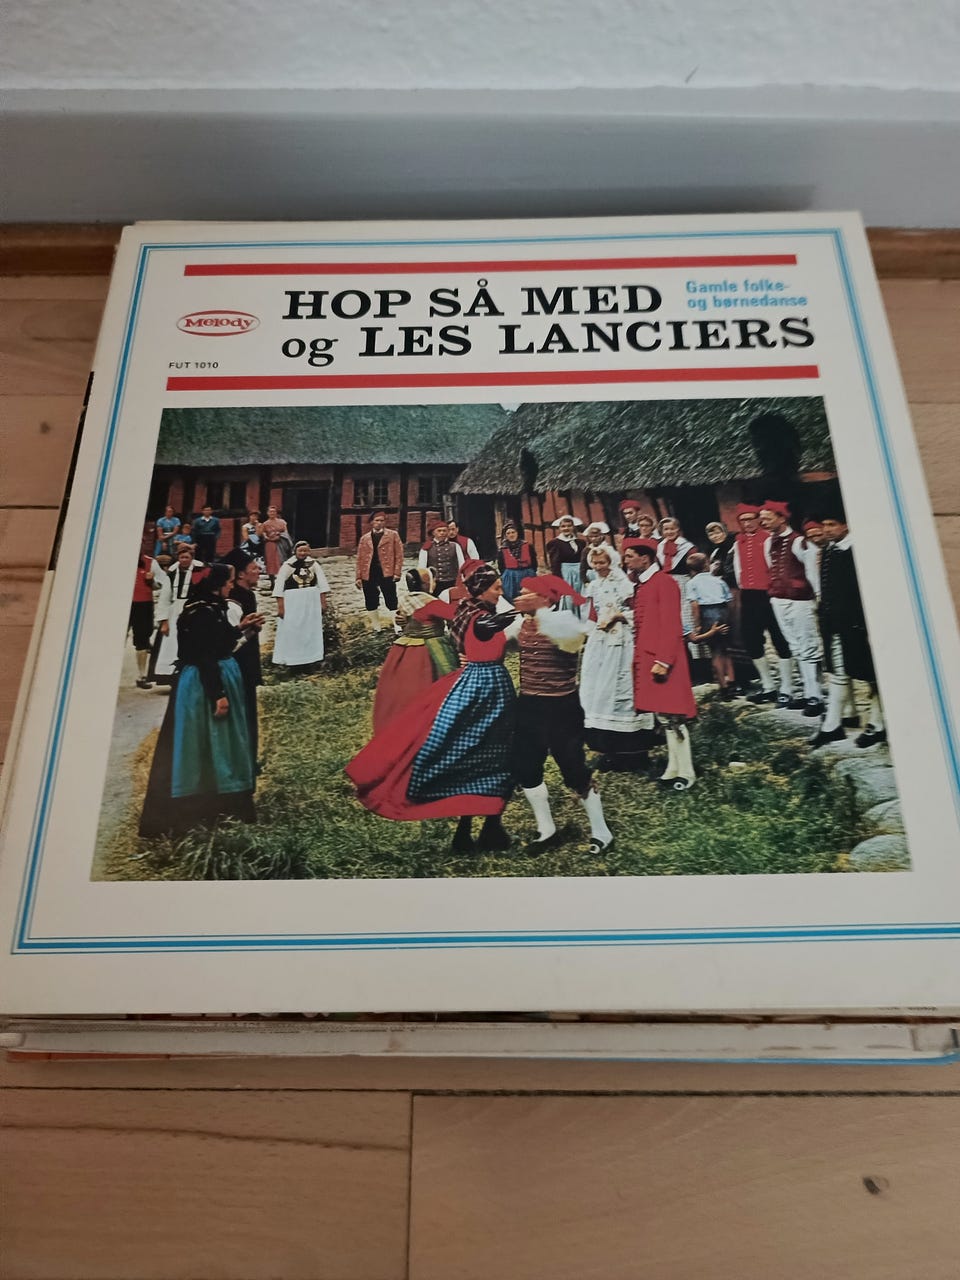 HOP SÅ MED
og LES LANCIERS
Gamle folke-
og børnedanse
Melody
FUT 1010